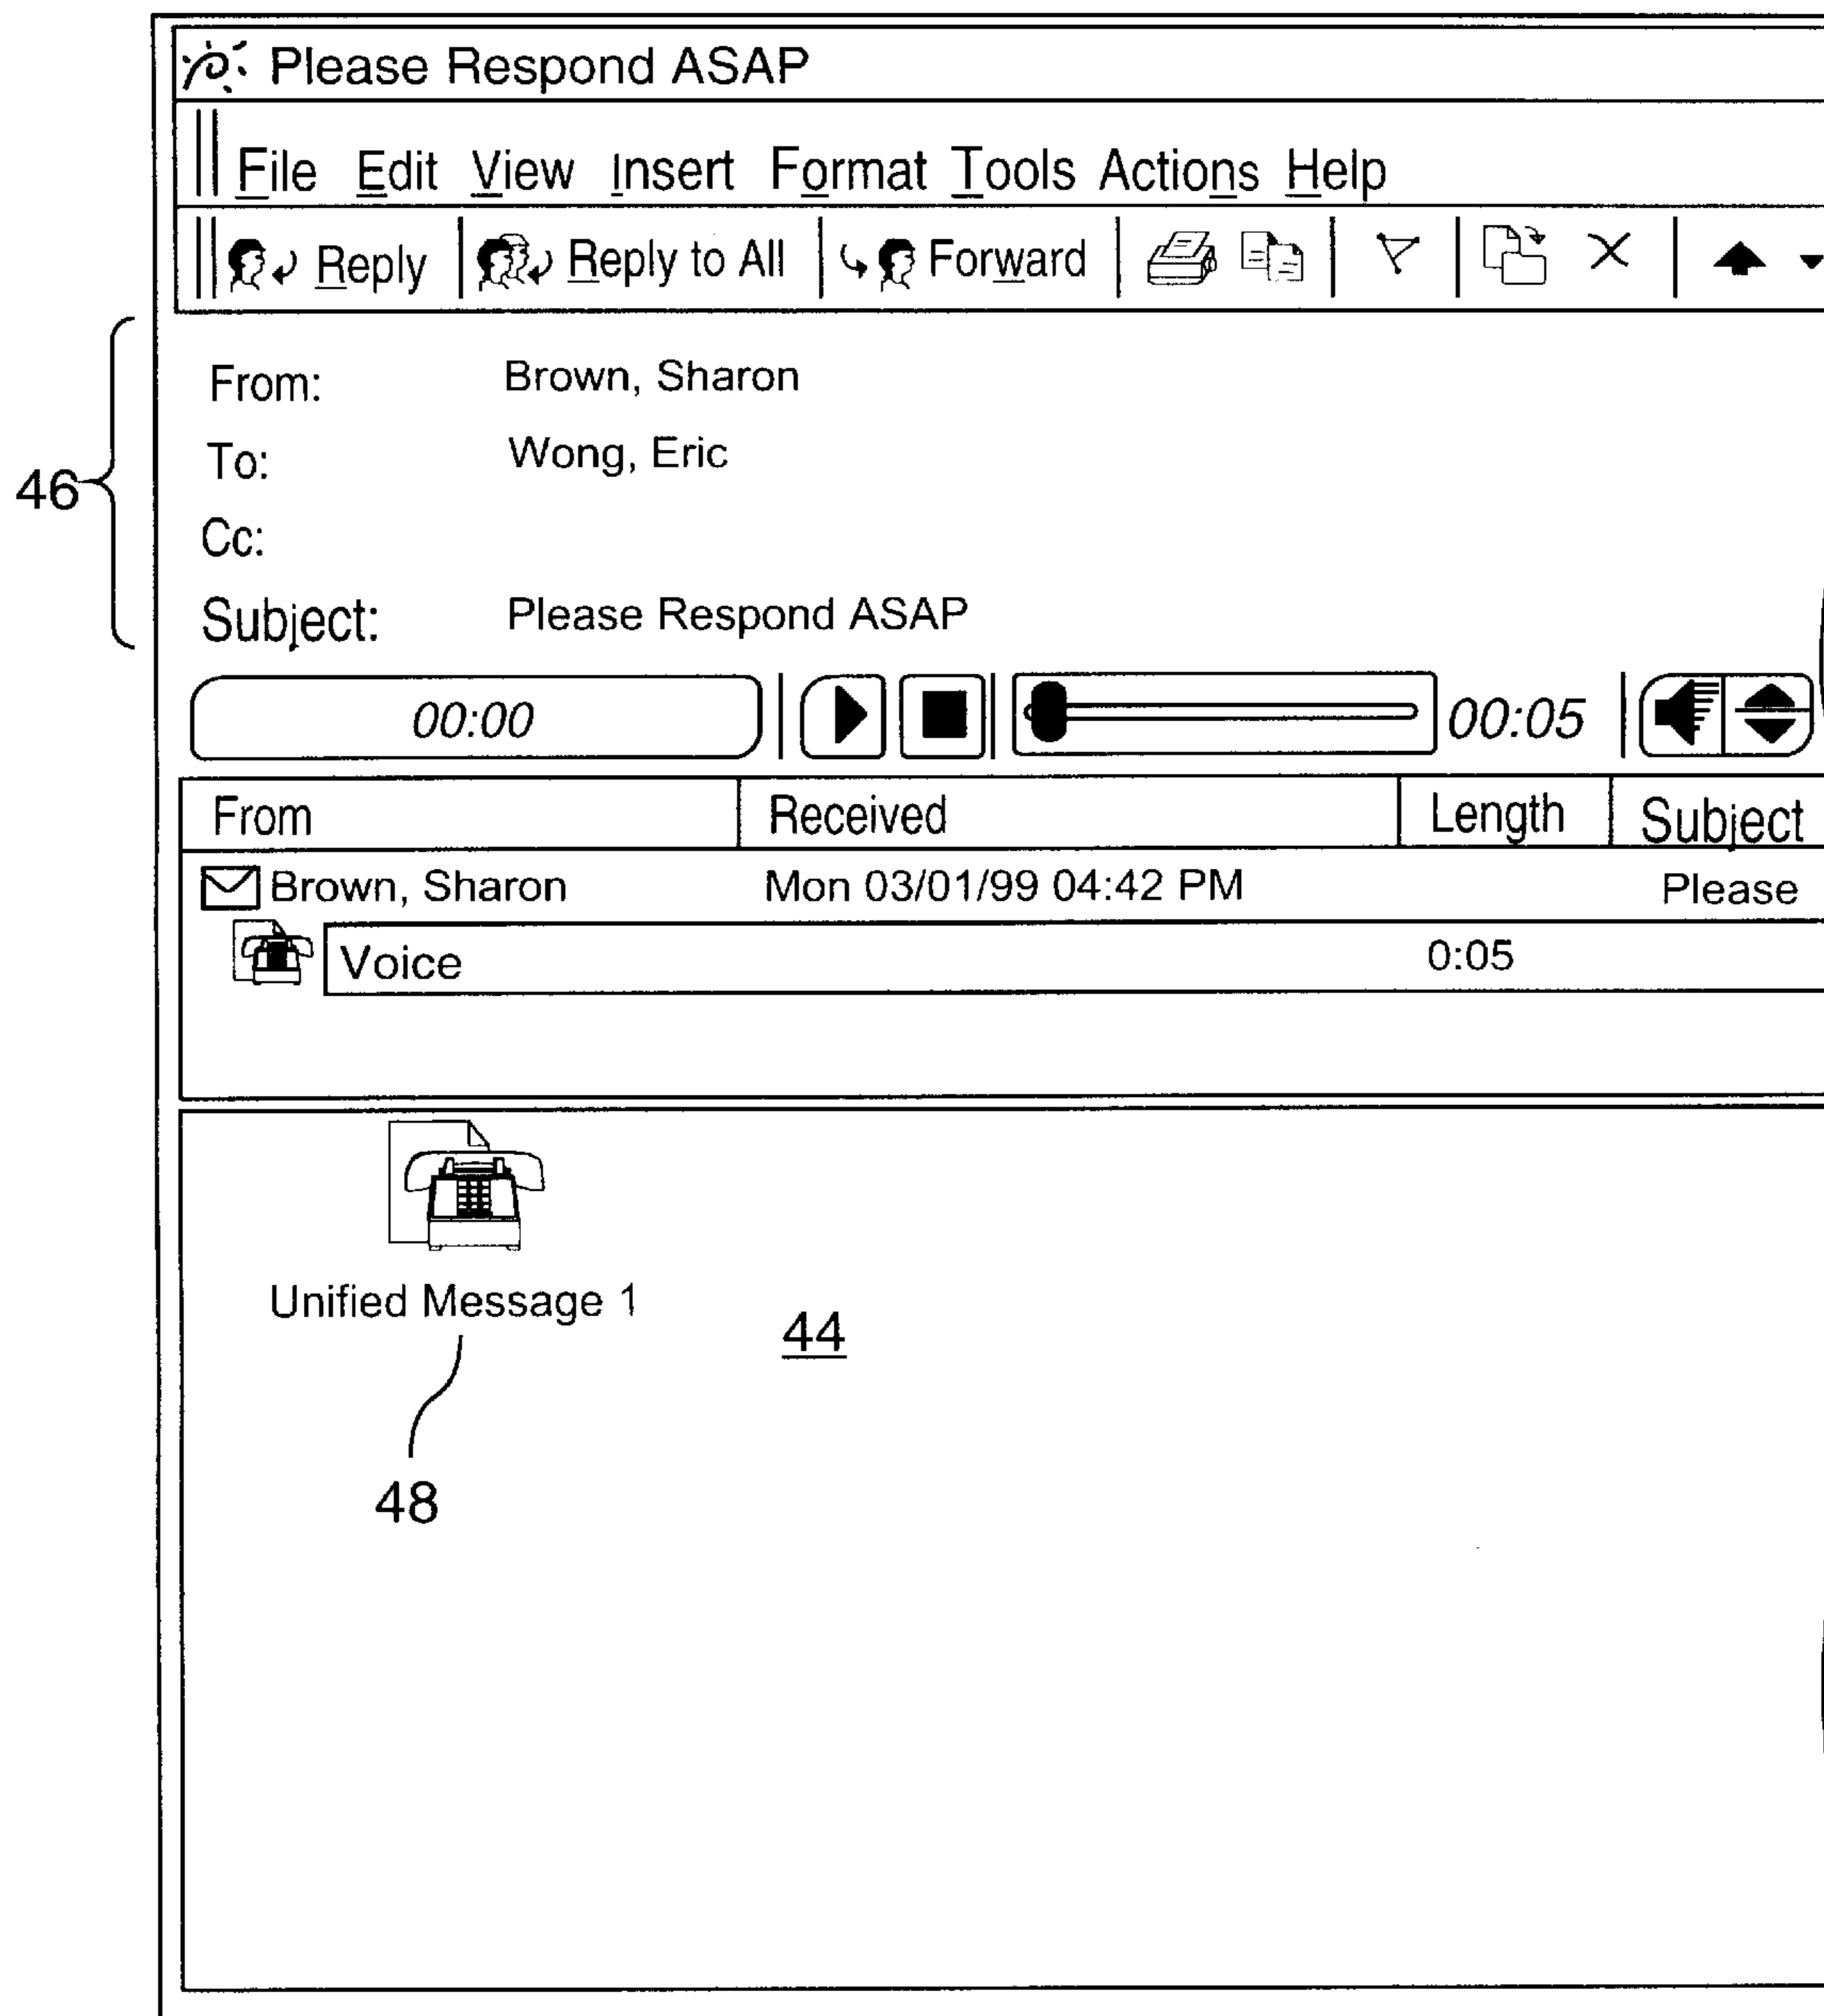 Please Respond ASAP
File Edit View Insert Format Tools Actions Help
Reply Reply to All Forward
From: Brown, Sharon
To: Wong, Eric
46
Cc:
Subject: Please Respond ASAP
00:00 00:05
From Received Length Subject
Brown, Sharon Mon 03/01/99 04:42 PM Please
Voice 0:05
Unified Message 1
44
48